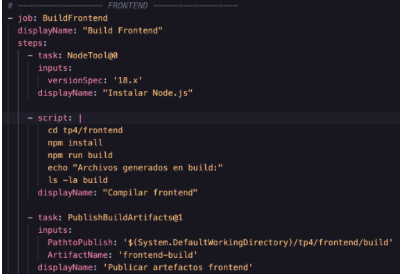 # ----------------- FRONTEND -----------------
- job: BuildFrontend
  displayName: "Build Frontend"
  steps:
    - task: NodeTool@0
      inputs:
        versionSpec: '18.x'
      displayName: "Instalar Node.js"

    - script: |
        cd tp4/frontend
        npm install
        npm run build
        echo "Archivos generados en build:"
        ls -la build
      displayName: "Compilar frontend"

    - task: PublishBuildArtifacts@1
      inputs:
        PathtoPublish: '$(System.DefaultWorkingDirectory)/tp4/frontend/build'
        ArtifactName: 'frontend-build'
      displayName: 'Publicar artefactos frontend'